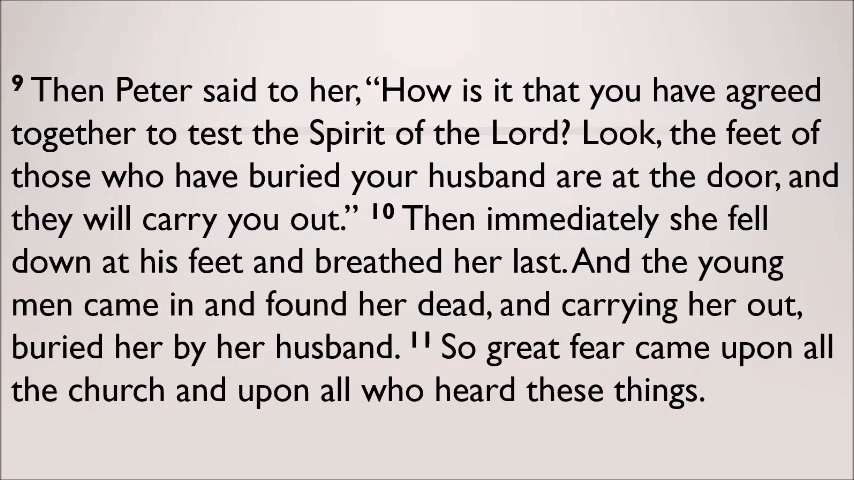 9 Then Peter said to her, “How is it that you have agreed
together to test the Spirit of the Lord? Look, the feet of
those who have buried your husband are at the door, and
they will carry you out.” 10 Then immediately she fell
down at his feet and breathed her last. And the young
men came in and found her dead, and carrying her out,
buried her by her husband. 11 So great fear came upon all
the church and upon all who heard these things.